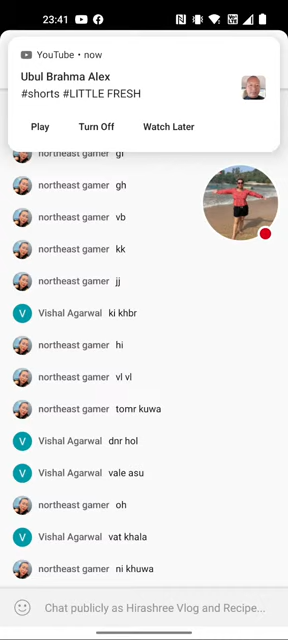 23:41
YouTube • now
Ubul Brahma Alex
#shorts #LITTLE FRESH
Play Turn Off Watch Later
northeast gamer gf
northeast gamer gh
northeast gamer vb
northeast gamer kk
northeast gamer jj
V Vishal Agarwal ki khbr
northeast gamer hi
northeast gamer vl vl
northeast gamer tomr kuwa
V Vishal Agarwal dnr hol
V Vishal Agarwal vale asu
northeast gamer oh
V Vishal Agarwal vat khala
northeast gamer ni khuwa
Chat publicly as Hirashree Vlog and Recipe...